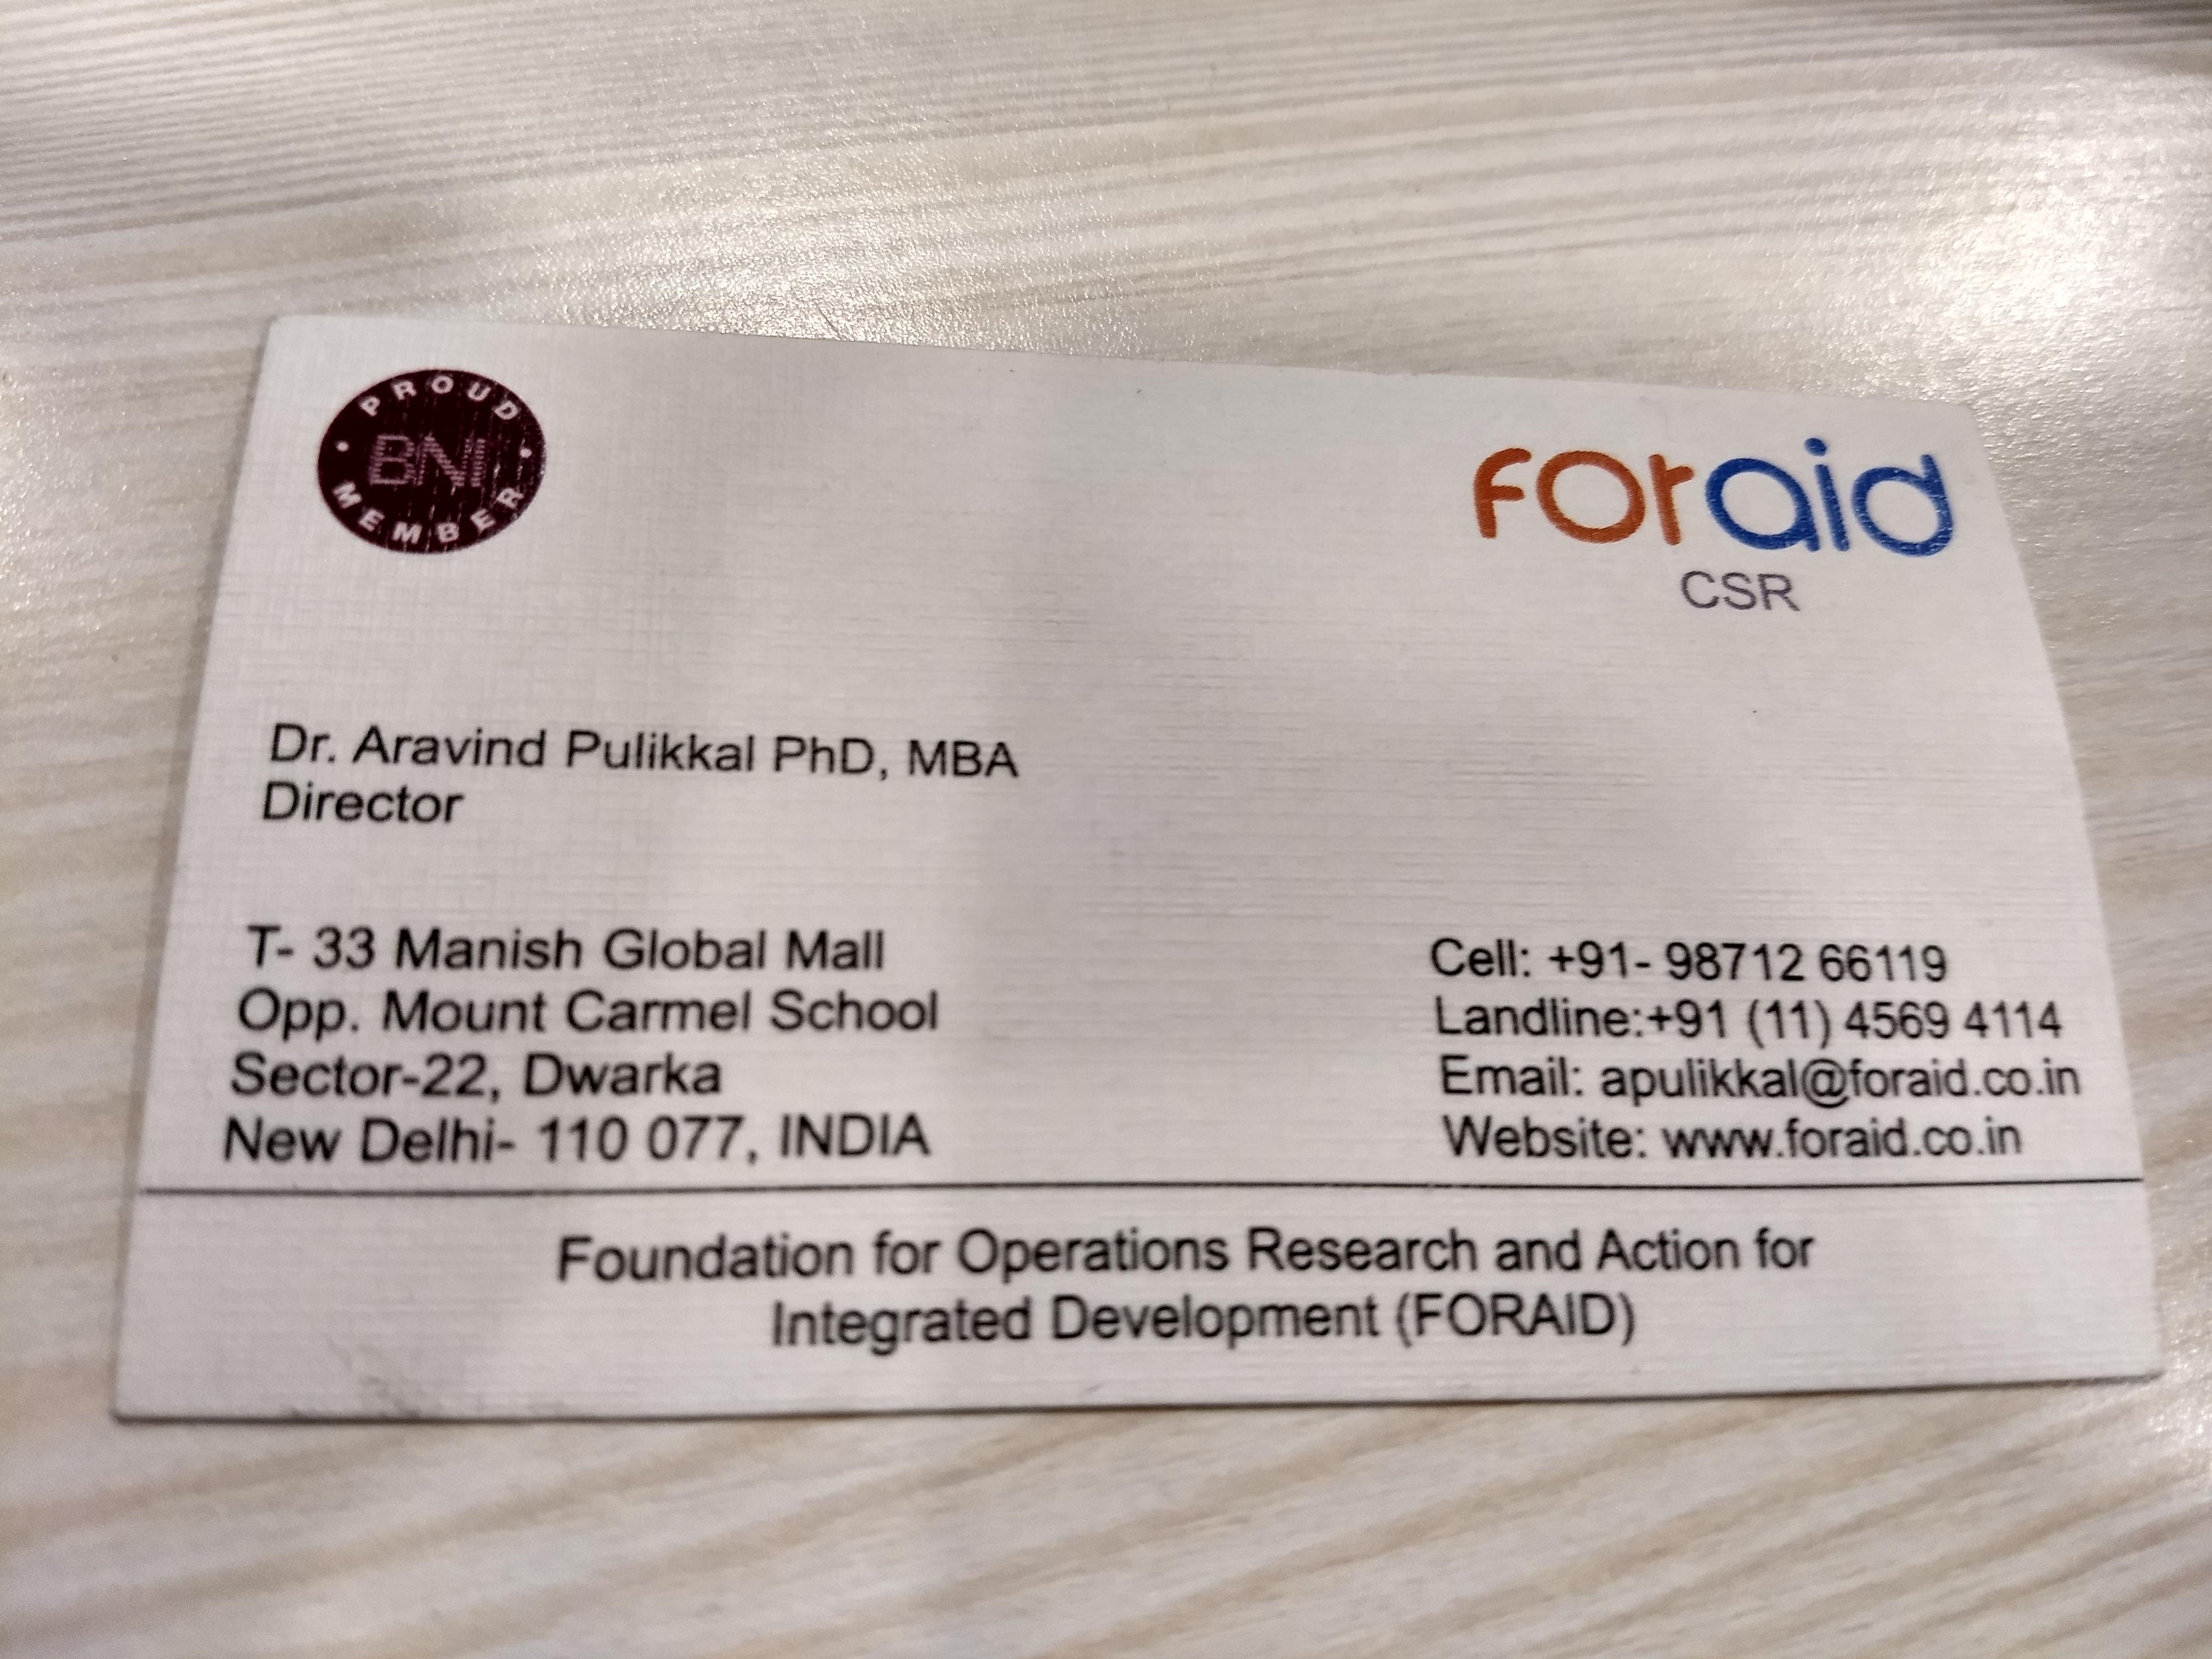 PROUD
BNI
MEMBER
foraid
CSR
Dr. Aravind Pulikkal PhD, MBA
Director
T- 33 Manish Global Mall
Opp. Mount Carmel School
Sector-22, Dwarka
New Delhi- 110 077, INDIA
Cell: +91- 98712 66119
Landline:+91 (11) 4569 4114
Email: apulikkal@foraid.co.in
Website: www.foraid.co.in
Foundation for Operations Research and Action for
Integrated Development (FORAID)